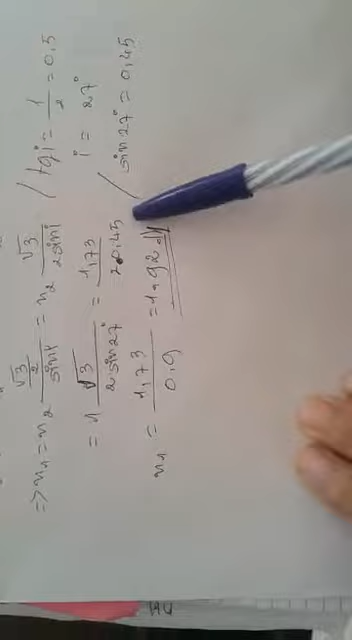 => n₁ = n₂ (√3/2)/(sin i) = n₂ √3/(2 sin i) / tg i = 1/2 = 0,5
i = 27°
= 1 √3/(2 sin 27°) = 1,73/(2.0,45) / sin 27° = 0,45
n₁ = 1,73/0,9 = 1,92